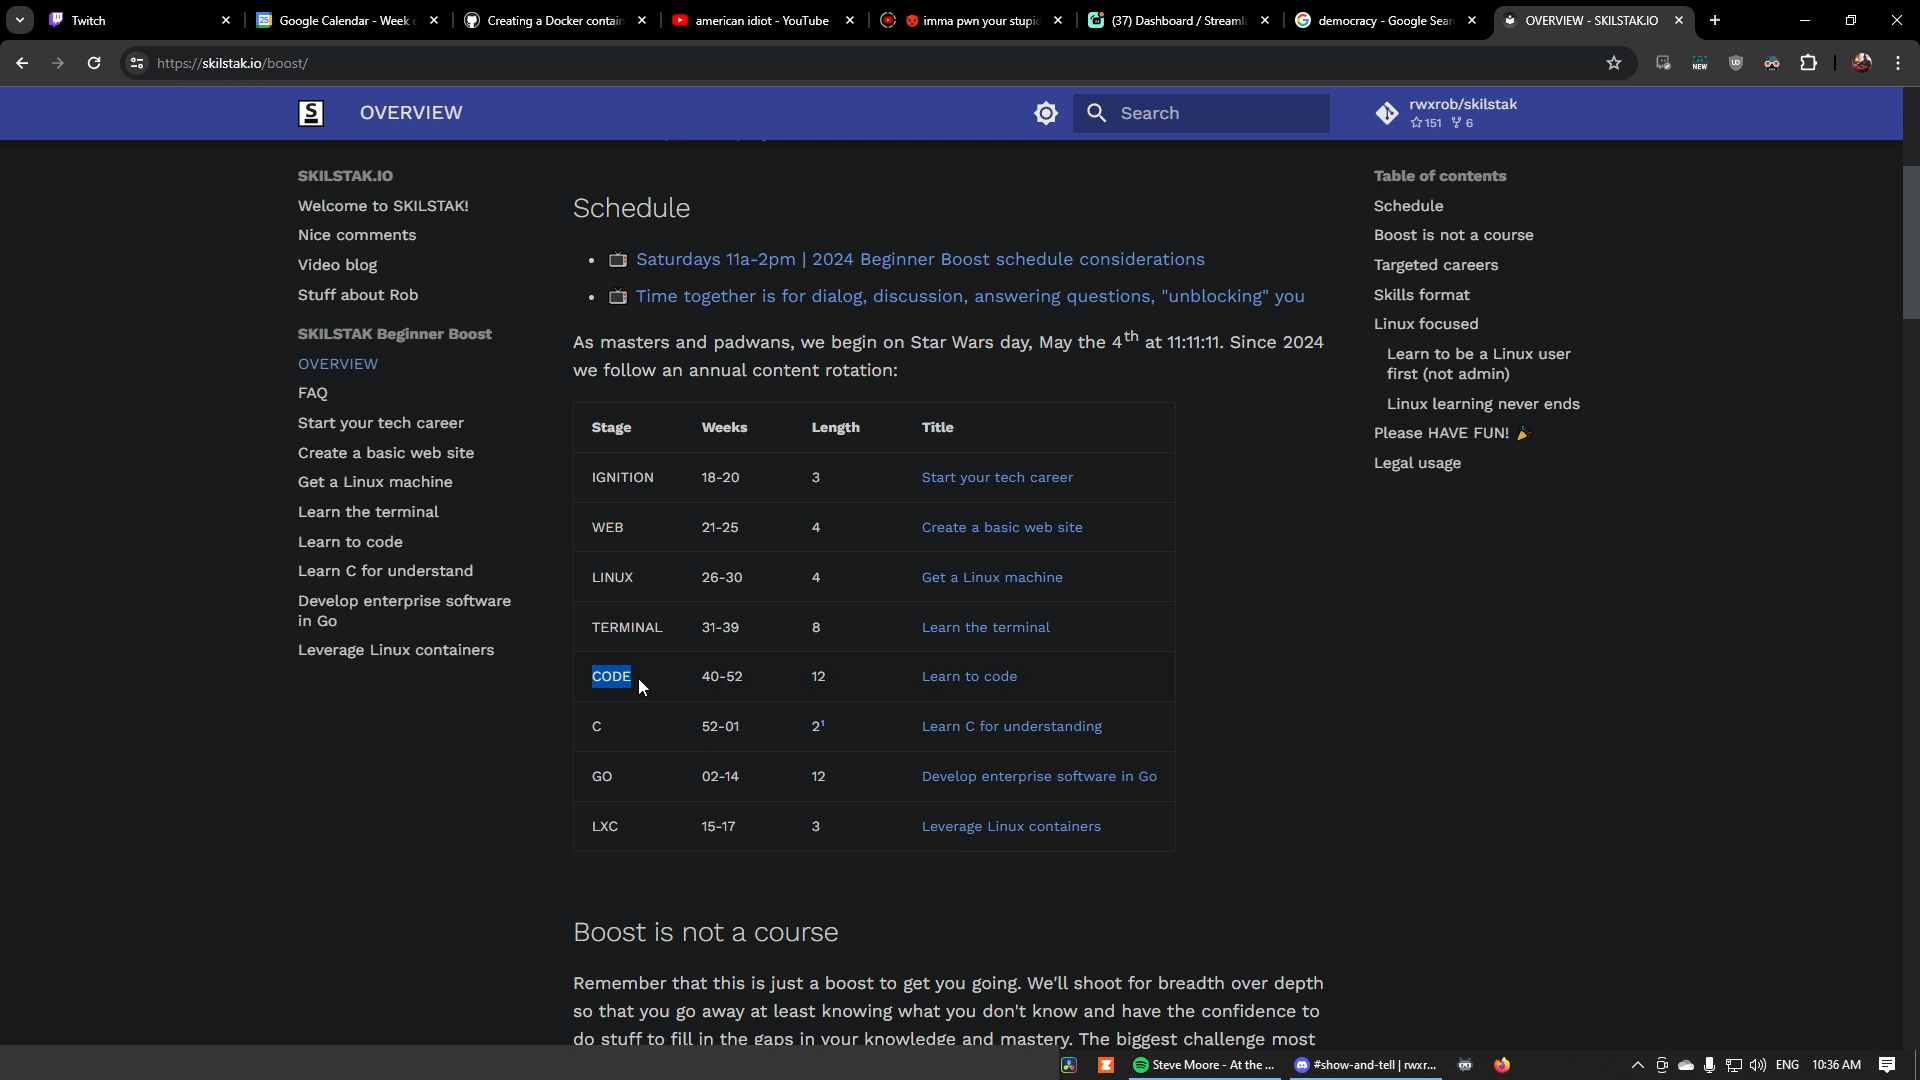 Twitch
Google Calendar - Week
Creating a Docker contain
american idiot - YouTube
imma pwn your stupid
(37) Dashboard / Streaml
democracy - Google Sear
OVERVIEW - SKILSTAK.IO
https://skilstak.io/boost/
NEW
S
OVERVIEW
Search
rwxrob/skilstak
151 6
SKILSTAK.IO
Welcome to SKILSTAK!
Nice comments
Video blog
Stuff about Rob
SKILSTAK Beginner Boost
OVERVIEW
FAQ
Start your tech career
Create a basic web site
Get a Linux machine
Learn the terminal
Learn to code
Learn C for understand
Develop enterprise software
in Go
Leverage Linux containers
Schedule
• 📺 Saturdays 11a-2pm | 2024 Beginner Boost schedule considerations
• 📺 Time together is for dialog, discussion, answering questions, "unblocking" you
As masters and padwans, we begin on Star Wars day, May the 4th at 11:11:11. Since 2024
we follow an annual content rotation:
Stage Weeks Length Title
IGNITION 18-20 3 Start your tech career
WEB 21-25 4 Create a basic web site
LINUX 26-30 4 Get a Linux machine
TERMINAL 31-39 8 Learn the terminal
CODE 40-52 12 Learn to code
C 52-01 2¹ Learn C for understanding
GO 02-14 12 Develop enterprise software in Go
LXC 15-17 3 Leverage Linux containers
Boost is not a course
Remember that this is just a boost to get you going. We'll shoot for breadth over depth
so that you go away at least knowing what you don't know and have the confidence to
do stuff to fill in the gaps in your knowledge and mastery. The biggest challenge most
Table of contents
Schedule
Boost is not a course
Targeted careers
Skills format
Linux focused
Learn to be a Linux user
first (not admin)
Linux learning never ends
Please HAVE FUN! 🎉
Legal usage
Steve Moore - At the ...
#show-and-tell | rwxr...
ENG
10:36 AM